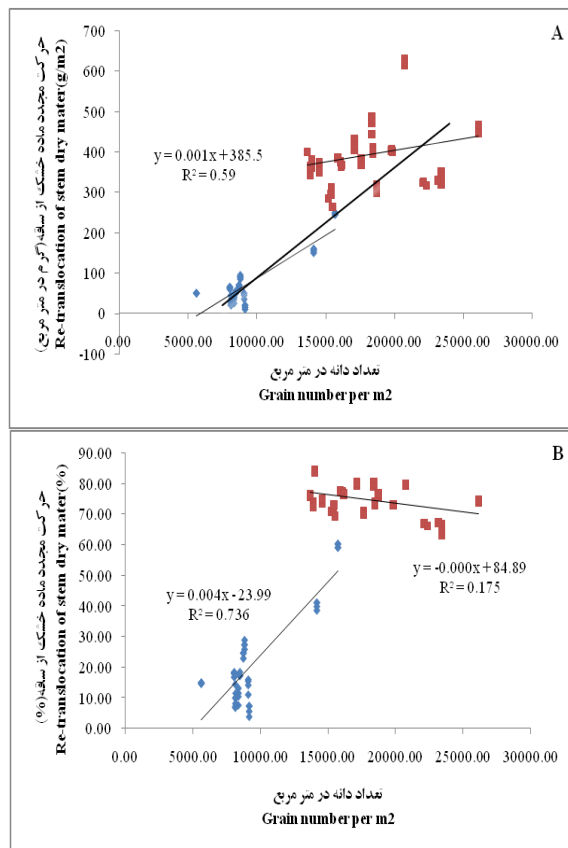 A
700
600
500
400
300
200
100
0
-100
حرکت مجدد ماده خشک از ساقه(گرم در متر مربع)
Re-translocation of stem dry mater(g/m2)
y = 0.001x + 385.5
R² = 0.59
0.00 5000.00 10000.00 15000.00 20000.00 25000.00 30000.00
تعداد دانه در متر مربع
Grain number per m2
B
90.00
80.00
70.00
60.00
50.00
40.00
30.00
20.00
10.00
0.00
حرکت مجدد ماده خشک از ساقه(%)
Re-translocation of stem dry mater(%)
y = 0.004x - 23.99
R² = 0.736
y = -0.000x + 84.89
R² = 0.175
0.00 5000.00 10000.00 15000.00 20000.00 25000.00 30000.00
تعداد دانه در متر مربع
Grain number per m2